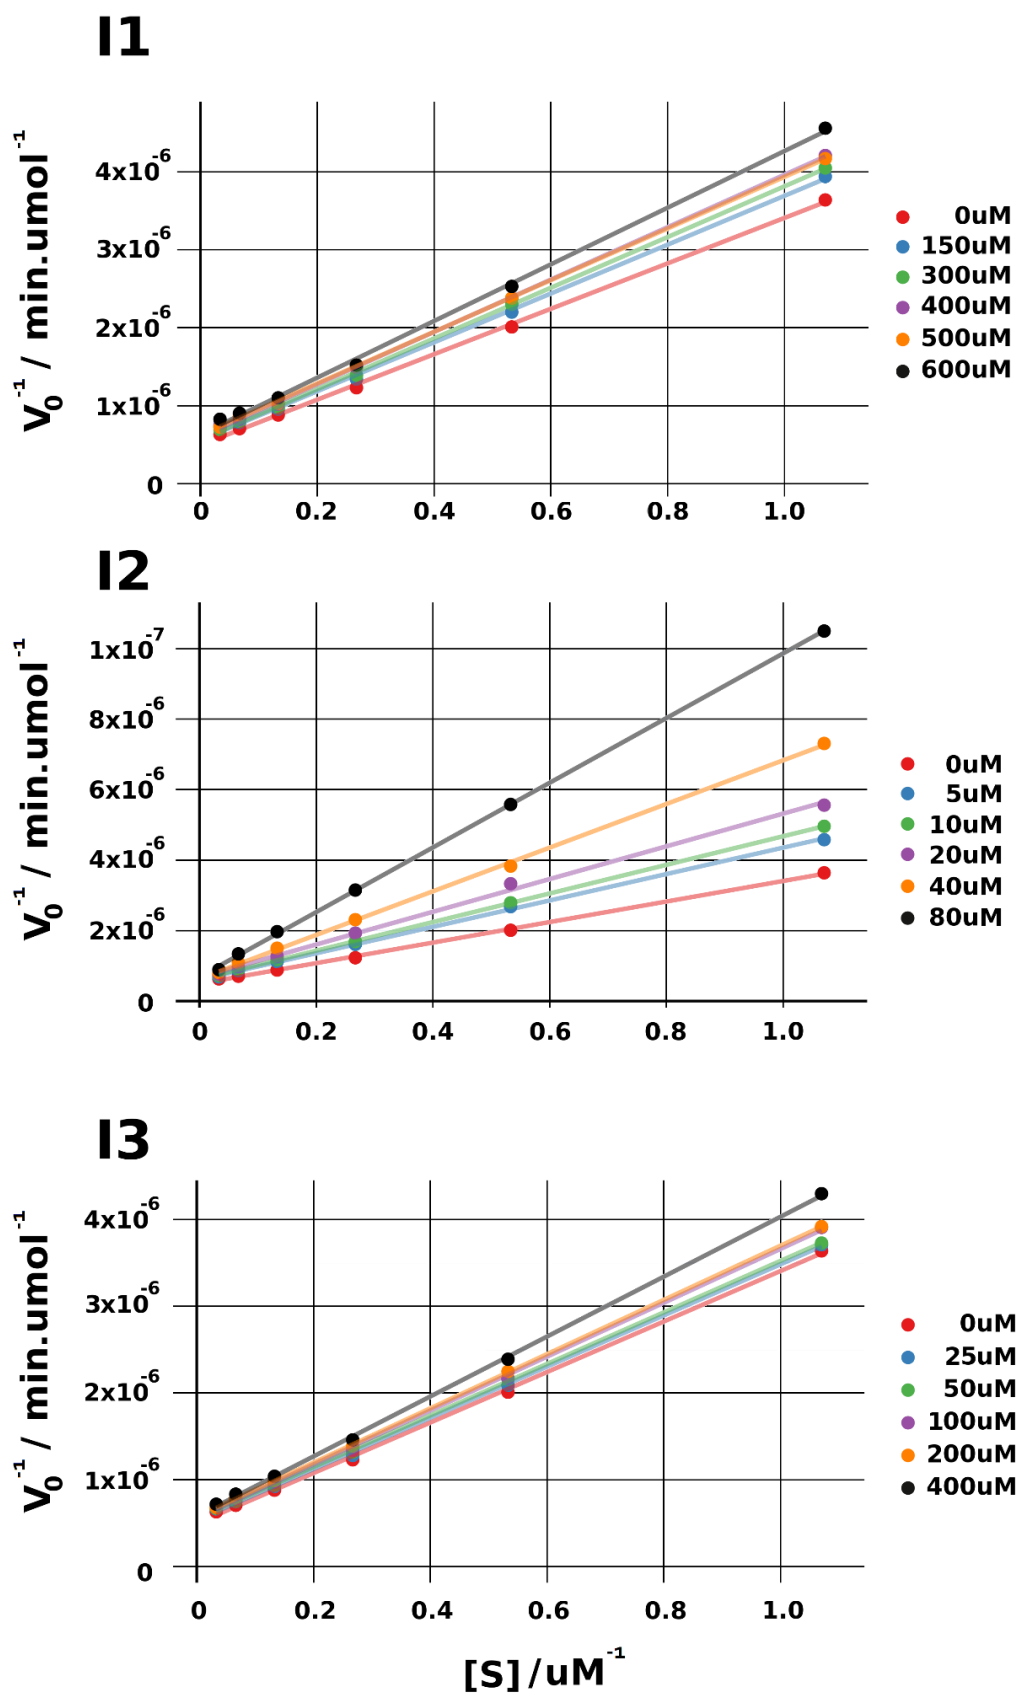 I1
V₀⁻¹ / min.umol⁻¹
4x10⁻⁶
3x10⁻⁶
2x10⁻⁶
1x10⁻⁶
0
0 0.2 0.4 0.6 0.8 1.0
0uM
150uM
300uM
400uM
500uM
600uM
I2
V₀⁻¹ / min.umol⁻¹
1x10⁻⁷
8x10⁻⁶
6x10⁻⁶
4x10⁻⁶
2x10⁻⁶
0
0 0.2 0.4 0.6 0.8 1.0
0uM
5uM
10uM
20uM
40uM
80uM
I3
V₀⁻¹ / min.umol⁻¹
4x10⁻⁶
3x10⁻⁶
2x10⁻⁶
1x10⁻⁶
0
0 0.2 0.4 0.6 0.8 1.0
0uM
25uM
50uM
100uM
200uM
400uM
[S]/uM⁻¹